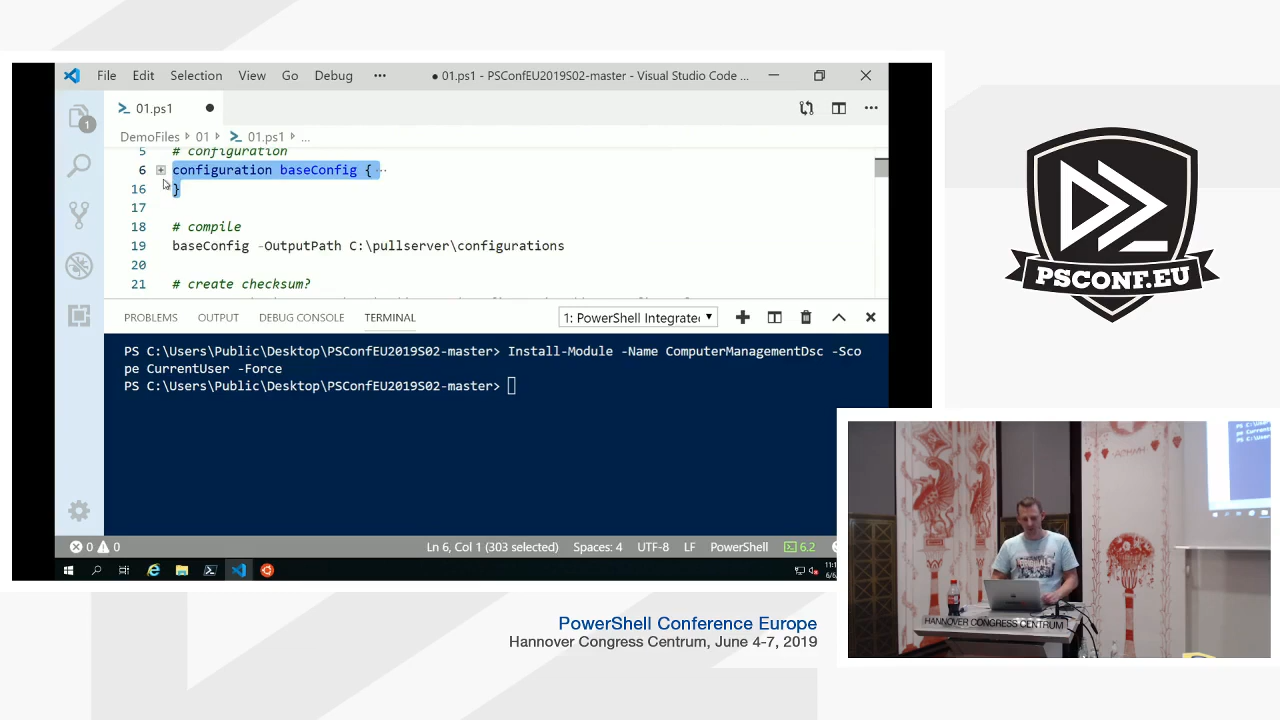 File Edit Selection View Go Debug ••• ● 01.ps1 - PSConfEU2019S02-master - Visual Studio Code ...
01.ps1
1
DemoFiles > 01 > 01.ps1 > ...
5 # configuration
6 configuration baseConfig {
16 }
17
18 # compile
19 baseConfig -OutputPath C:\pullserver\configurations
20
21 # create checksum?
PROBLEMS OUTPUT DEBUG CONSOLE TERMINAL 1: PowerShell Integrate
PS C:\Users\Public\Desktop\PSConfEU2019S02-master> Install-Module -Name ComputerManagementDsc -Sco
pe CurrentUser -Force
PS C:\Users\Public\Desktop\PSConfEU2019S02-master>
0 0 Ln 6, Col 1 (303 selected) Spaces: 4 UTF-8 LF PowerShell 6.2
PSCONF.EU
HANNOVER CONGRESS CENTRUM
PowerShell Conference Europe
Hannover Congress Centrum, June 4-7, 2019